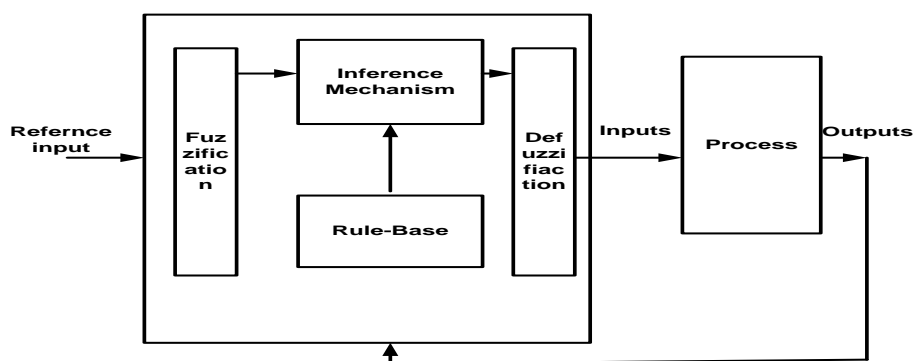 Refernce
input
Fuz
zific
atio
n
Inference
Mechanism
Rule-Base
Def
uzzi
fiac
tion
Inputs
Process
Outputs